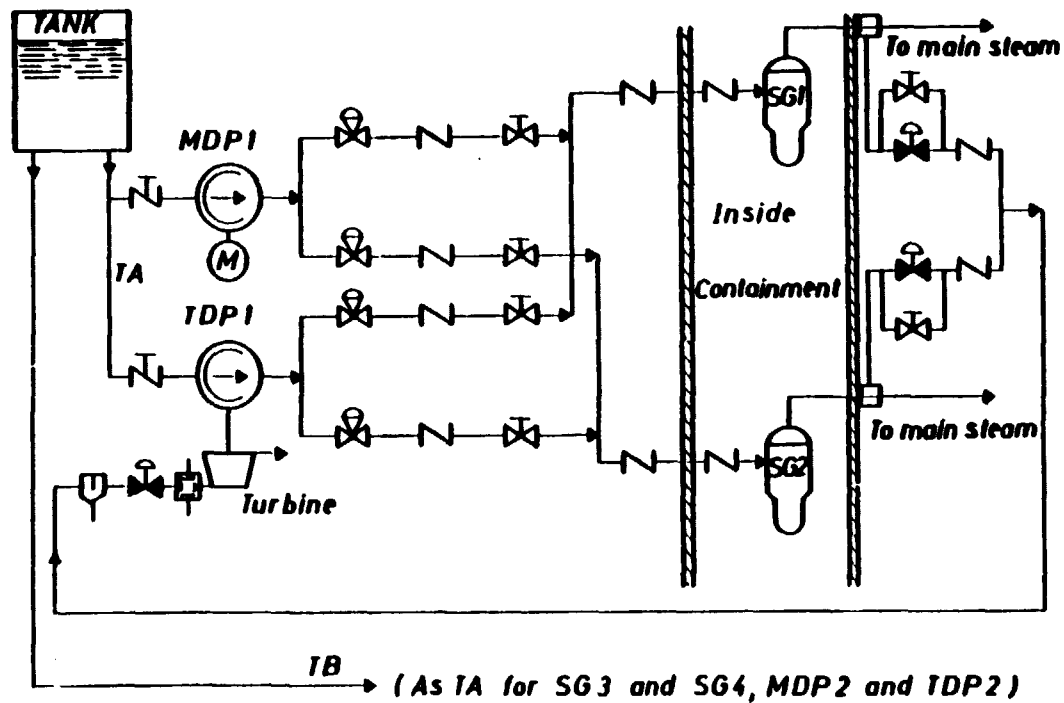 TANK
MDP1
M
TA
TDP1
Turbine
SG1
To main steam
Inside
Containment
SG2
To main steam
TB
(As TA for SG3 and SG4, MDP2 and TDP2)